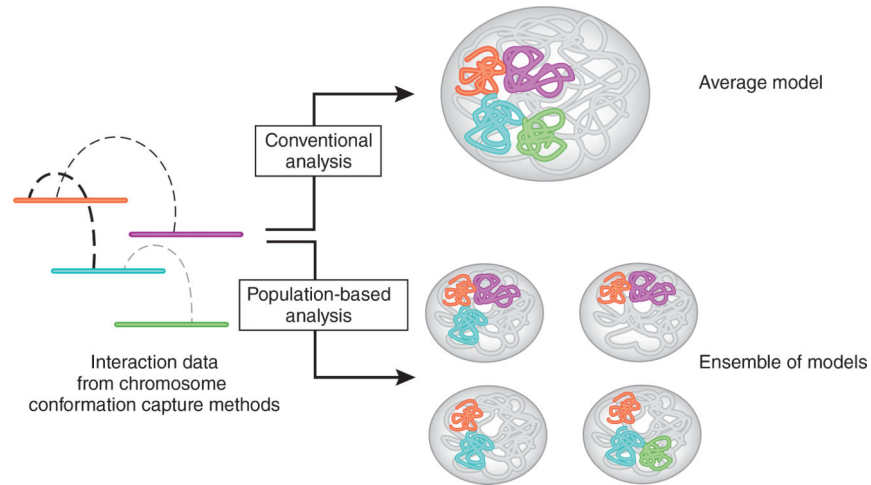 Average model
Conventional
analysis
Population-based
analysis
Interaction data
from chromosome
conformation capture methods
Ensemble of models